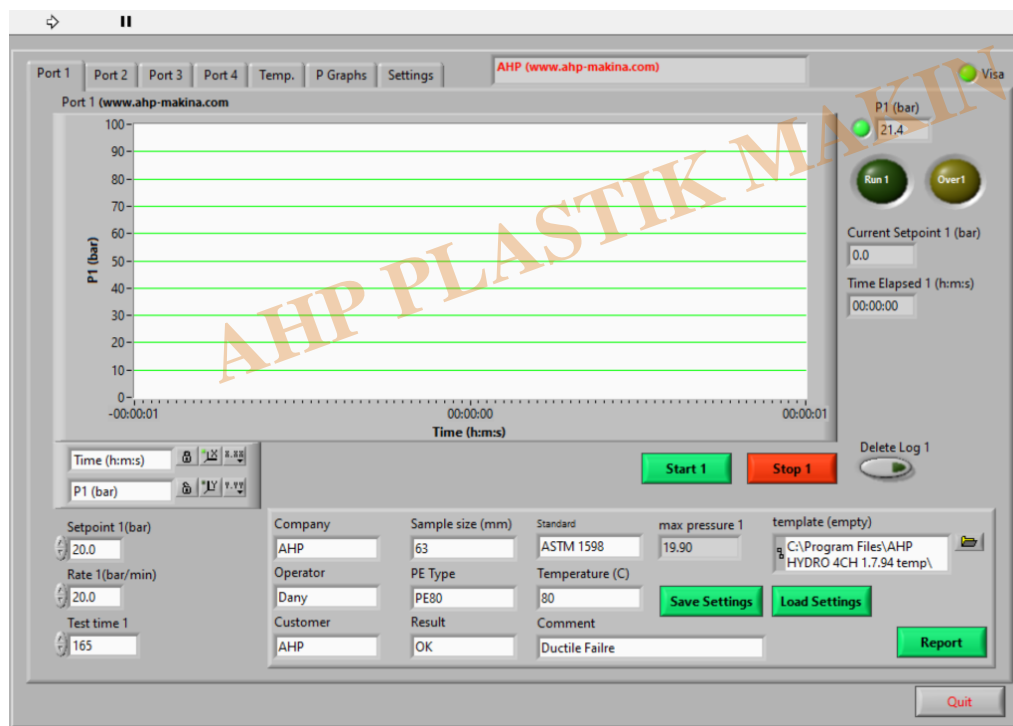 Port 1
Port 2
Port 3
Port 4
Temp.
P Graphs
Settings
AHP (www.ahp-makina.com)
Visa
Port 1 (www.ahp-makina.com
P1 (bar)
21.4
Run 1
Over1
Current Setpoint 1 (bar)
0.0
Time Elapsed 1 (h:m:s)
00:00:00
P1 (bar)
100
90
80
70
60
50
40
30
20
10
0
-00:00:01
00:00:00
00:00:01
Time (h:m:s)
AHP PLASTIK MAKIN
Time (h:m:s)
P1 (bar)
Start 1
Stop 1
Delete Log 1
Setpoint 1(bar)
20.0
Rate 1(bar/min)
20.0
Test time 1
165
Company
AHP
Operator
Dany
Customer
AHP
Sample size (mm)
63
PE Type
PE80
Result
OK
Standard
ASTM 1598
Temperature (C)
80
Comment
Ductile Failre
max pressure 1
19.90
template (empty)
C:\Program Files\AHP
HYDRO 4CH 1.7.94 temp\
Save Settings
Load Settings
Report
Quit